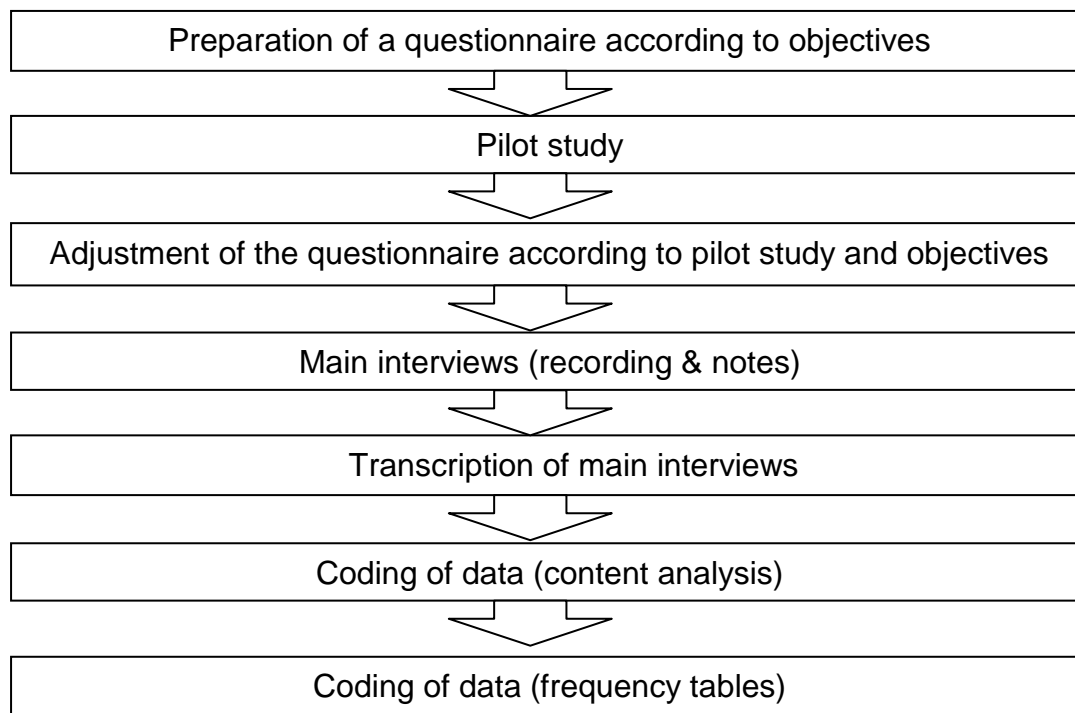 Preparation of a questionnaire according to objectives
Pilot study
Adjustment of the questionnaire according to pilot study and objectives
Main interviews (recording & notes)
Transcription of main interviews
Coding of data (content analysis)
Coding of data (frequency tables)